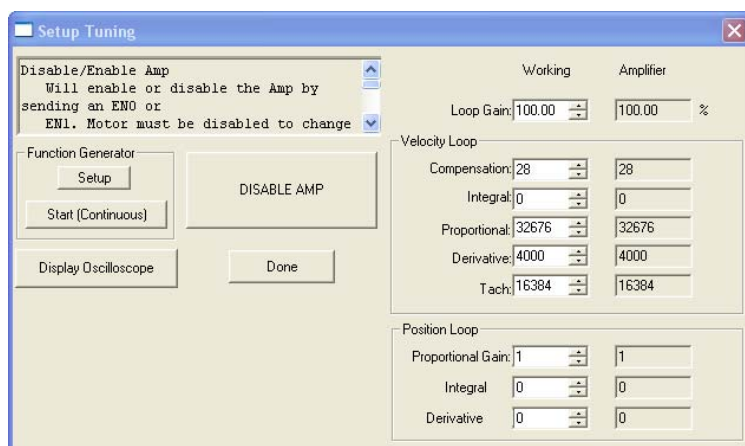 Setup Tuning
Disable/Enable Amp
Will enable or disable the Amp by
sending an EN0 or
EN1. Motor must be disabled to change
Function Generator
Setup
Start (Continuous)
DISABLE AMP
Display Oscilloscope
Done
Working Amplifier
Loop Gain: 100.00 100.00 %
Velocity Loop
Compensation: 28 28
Integral: 0 0
Proportional: 32676 32676
Derivative: 4000 4000
Tach: 16384 16384
Position Loop
Proportional Gain: 1 1
Integral 0 0
Derivative 0 0